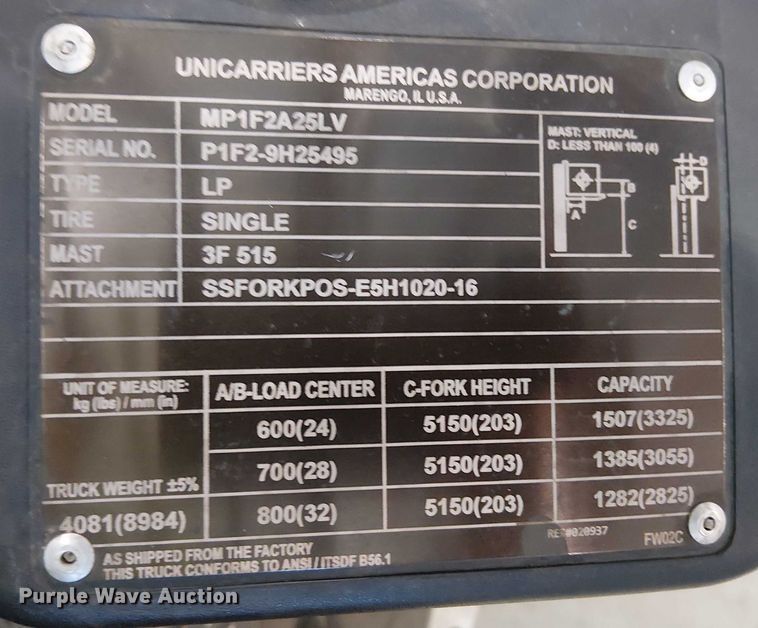 UNICARRIERS AMERICAS CORPORATION
MARENGO, IL U.S.A.
MODEL MP1F2A25LV
SERIAL NO. P1F2-9H25495
TYPE LP
TIRE SINGLE
MAST 3F 515
ATTACHMENT SSFORKPOS-E5H1020-16
MAST: VERTICAL
D: LESS THAN 100 (4)
D
B
A
C
UNIT OF MEASURE:
kg (lbs) / mm (in)
A/B-LOAD CENTER C-FORK HEIGHT CAPACITY
600(24) 5150(203) 1507(3325)
700(28) 5150(203) 1385(3055)
TRUCK WEIGHT ±5%
4081(8984) 800(32) 5150(203) 1282(2825)
AS SHIPPED FROM THE FACTORY
THIS TRUCK CONFORMS TO ANSI / ITSDF B56.1
FW02C
Purple Wave Auction